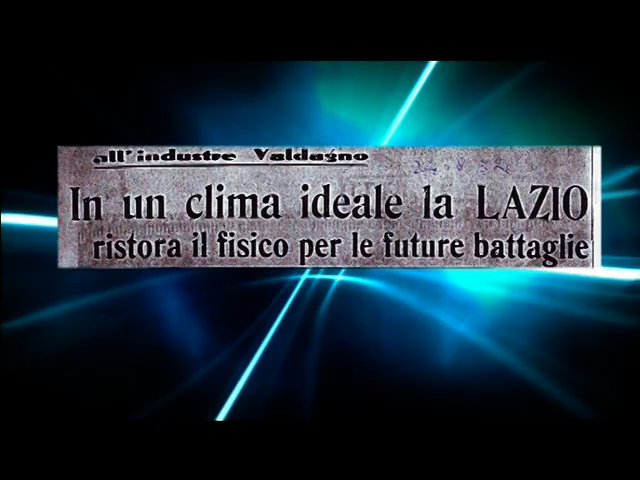 all'industre Valdagno
In un clima ideale la LAZIO
ristora il fisico per le future battaglie